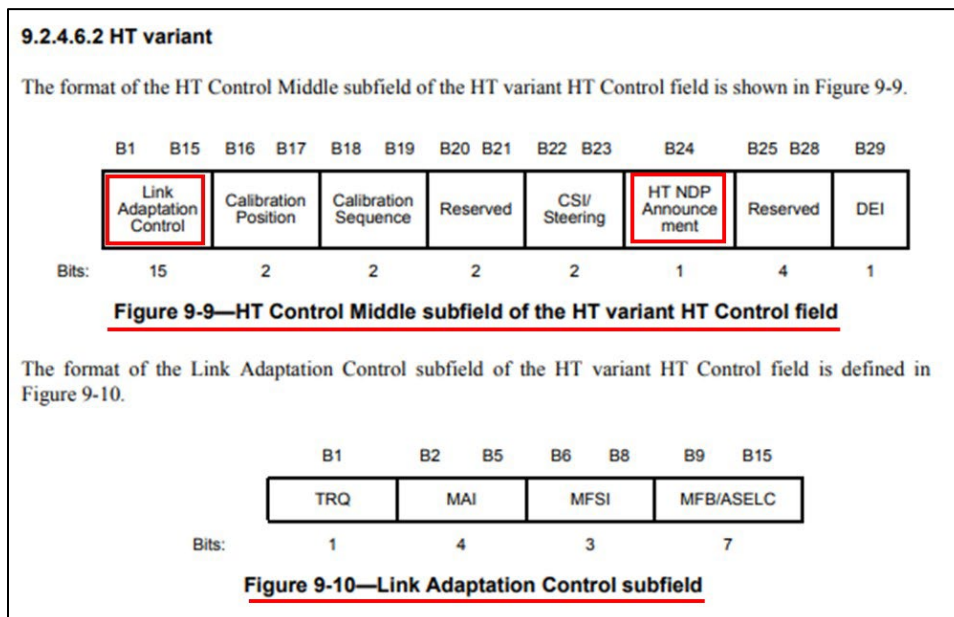 9.2.4.6.2 HT variant
The format of the HT Control Middle subfield of the HT variant HT Control field is shown in Figure 9-9.
B1 B15 B16 B17 B18 B19 B20 B21 B22 B23 B24 B25 B28 B29
Link Adaptation Control
Calibration Position
Calibration Sequence
Reserved
CSI/ Steering
HT NDP Announce ment
Reserved
DEI
Bits: 15 2 2 2 2 1 4 1
Figure 9-9—HT Control Middle subfield of the HT variant HT Control field
The format of the Link Adaptation Control subfield of the HT variant HT Control field is defined in
Figure 9-10.
B1 B2 B5 B6 B8 B9 B15
TRQ MAI MFSI MFB/ASELC
Bits: 1 4 3 7
Figure 9-10—Link Adaptation Control subfield